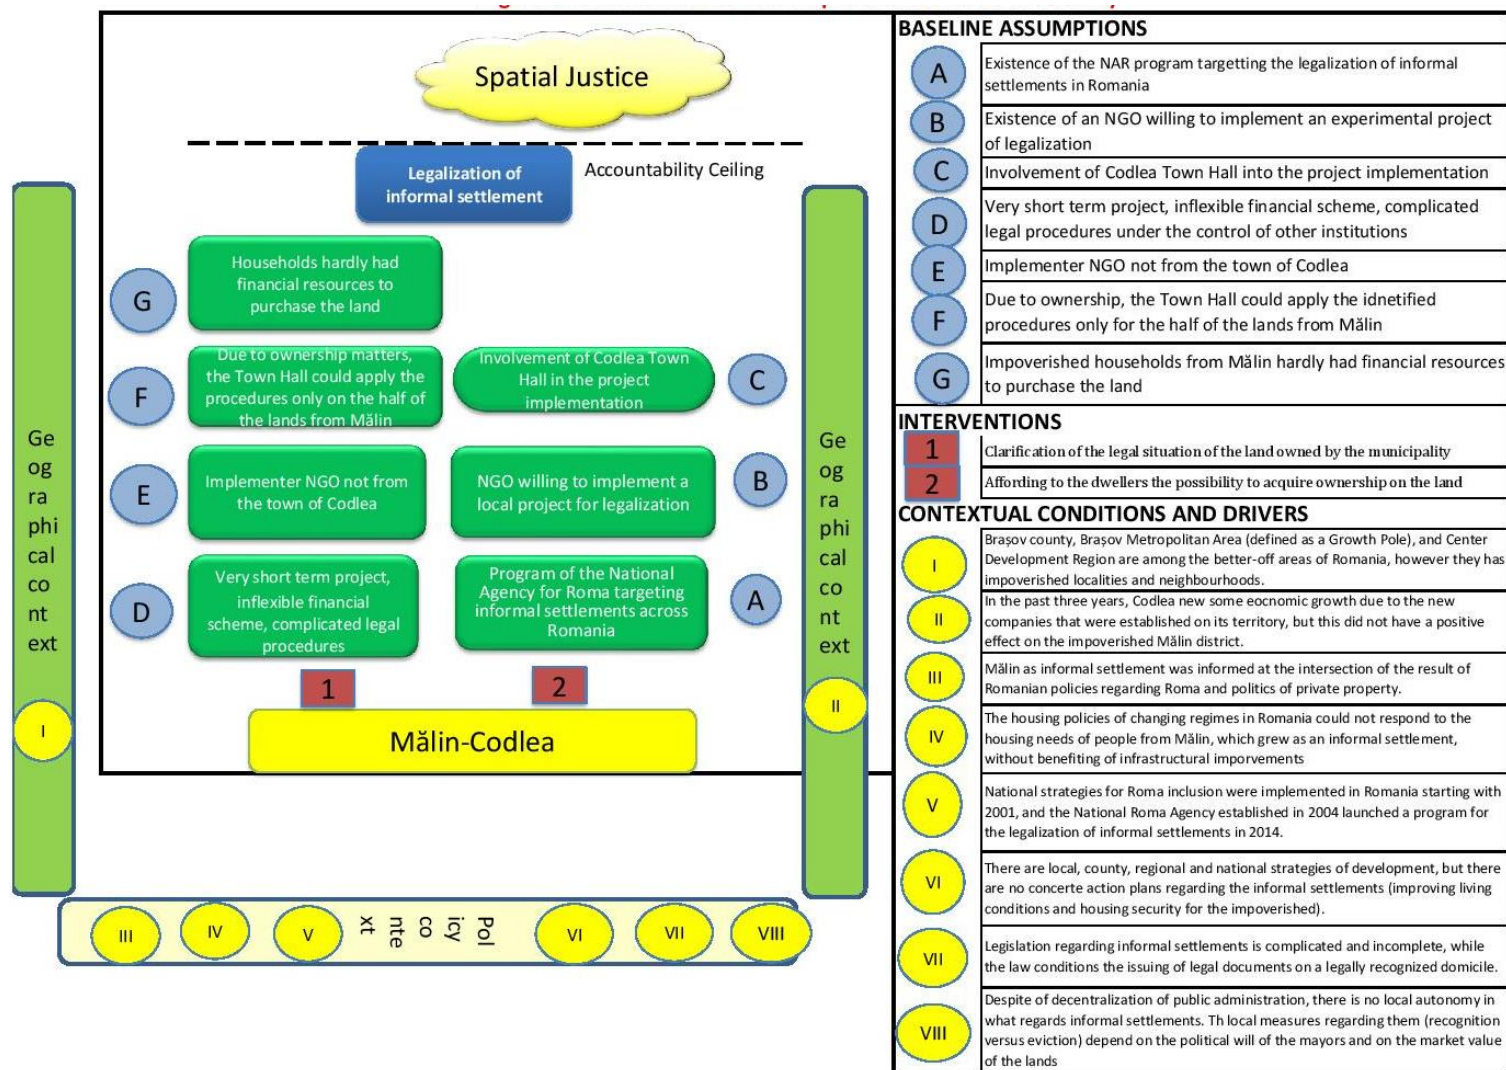 Spatial Justice
Accountability Ceiling
Legalization of
informal settlement
G
Households hardly had
financial resources to
purchase the land
F
Due to ownership matters,
the Town Hall could apply the
procedures only on the half of
the lands from Mălin
Involvement of Codlea Town
Hall in the project
implementation
C
E
Implementer NGO not from
the town of Codlea
NGO willing to implement a
local project for legalization
B
D
Very short term project,
inflexible financial
scheme, complicated legal
procedures
Program of the National
Agency for Roma targeting
informal settlements across
Romania
A
1
2
Mălin-Codlea
Ge
og
ra
phi
cal
co
nt
ext
I
Ge
og
ra
phi
cal
co
nt
ext
II
III
IV
V
Pol
icy
co
nte
xt
VI
VII
VIII
BASELINE ASSUMPTIONS
A
Existence of the NAR program targetting the legalization of informal
settlements in Romania
B
Existence of an NGO willing to implement an experimental project
of legalization
C
Involvement of Codlea Town Hall into the project implementation
D
Very short term project, inflexible financial scheme, complicated
legal procedures under the control of other institutions
E
Implementer NGO not from the town of Codlea
F
Due to ownership, the Town Hall could apply the idnetified
procedures only for the half of the lands from Mălin
G
Impoverished households from Mălin hardly had financial resources
to purchase the land
INTERVENTIONS
1
Clarification of the legal situation of the land owned by the municipality
2
Affording to the dwellers the possibility to acquire ownership on the land
CONTEXTUAL CONDITIONS AND DRIVERS
I
Brașov county, Brașov Metropolitan Area (defined as a Growth Pole), and Center
Development Region are among the better-off areas of Romania, however they has
impoverished localities and neighbourhoods.
II
In the past three years, Codlea new some eocnomic growth due to the new
companies that were established on its territory, but this did not have a positive
effect on the impoverished Mălin district.
III
Mălin as informal settlement was informed at the intersection of the result of
Romanian policies regarding Roma and politics of private property.
IV
The housing policies of changing regimes in Romania could not respond to the
housing needs of people from Mălin, which grew as an informal settlement,
without benefiting of infrastructural imporvements
V
National strategies for Roma inclusion were implemented in Romania starting with
2001, and the National Roma Agency established in 2004 launched a program for
the legalization of informal settlements in 2014.
VI
There are local, county, regional and national strategies of development, but there
are no concerte action plans regarding the informal settlements (improving living
conditions and housing security for the impoverished).
VII
Legislation regarding informal settlements is complicated and incomplete, while
the law conditions the issuing of legal documents on a legally recognized domicile.
VIII
Despite of decentralization of public administration, there is no local autonomy in
what regards informal settlements. Th local measures regarding them (recognition
versus eviction) depend on the political will of the mayors and on the market value
of the lands